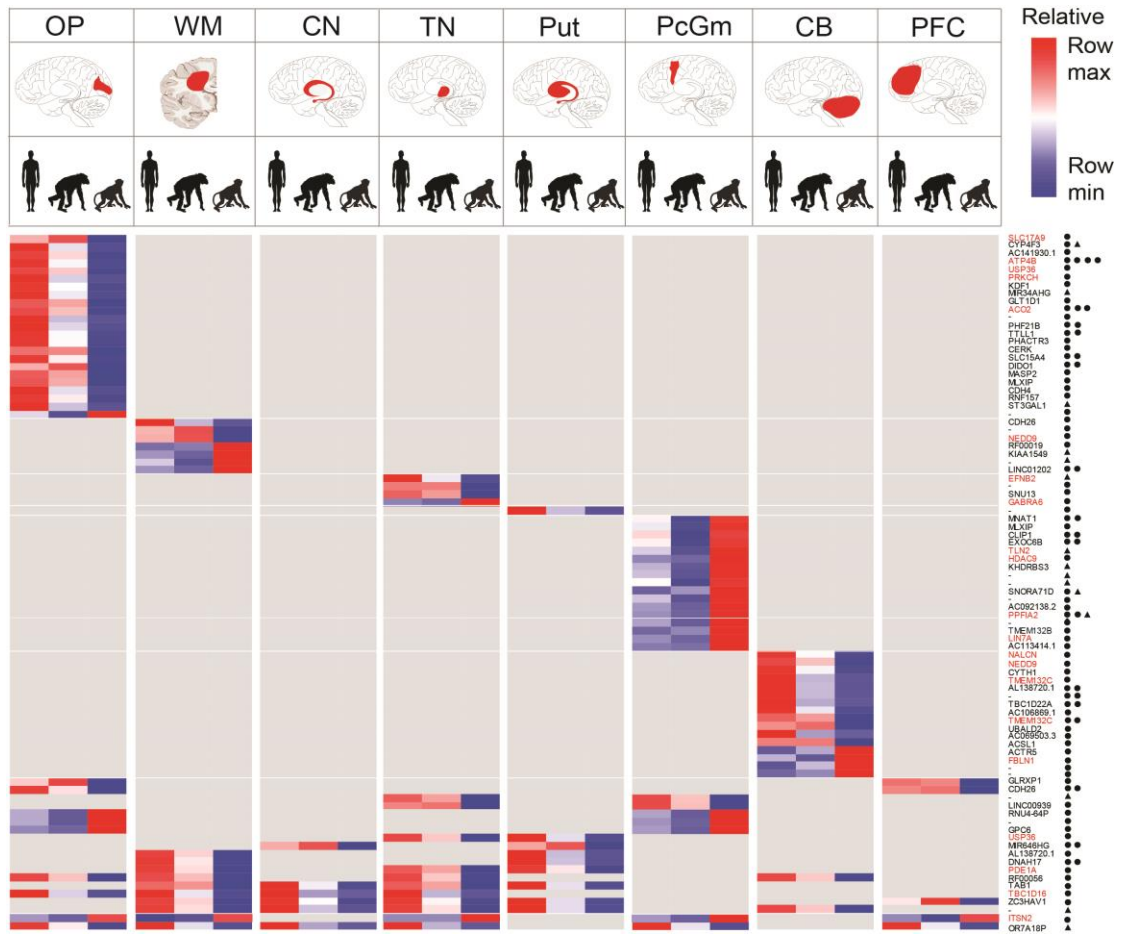 OP WM CN TN Put PcGm CB PFC
Relative
Row
max
Row
min
SLC17A9
CYP4F3
AC141930.1
ATP4B
USP36
PRKCH
KDF1
MIR34AHG
GLT1D1
ACO2
-
PHF21B
TTLL1
PHACTR3
CERK
SLC15A4
DIDO1
MASP2
MLXIP
CDH4
RNF157
ST3GAL1
-
CDH26
-
NEDD9
RF00019
KIAA1549
-
LINC01202
EFNB2
-
SNU13
GABRA6
-
MNAT1
MLXIP
CLIP1
EXOC6B
TLN2
HDAC9
KHDRBS3
-
-
SNORA71D
-
AC092138.2
PPFIA2
-
TMEM132B
LIN7A
AC113414.1
NALCN
NEDD9
CYTH1
TMEM132C
AL138720.1
-
TBC1D22A
AC106869.1
TMEM132C
UBALD2
AC069503.3
ACSL1
ACTR5
FBLN1
-
-
GLRXP1
CDH26
-
LINC00939
RNU4-64P
-
GPC6
USP36
MIR646HG
AL138720.1
DNAH17
PDE1A
RF00056
TAB1
TBC1D16
ZC3HAV1
-
ITSN2
OR7A18P